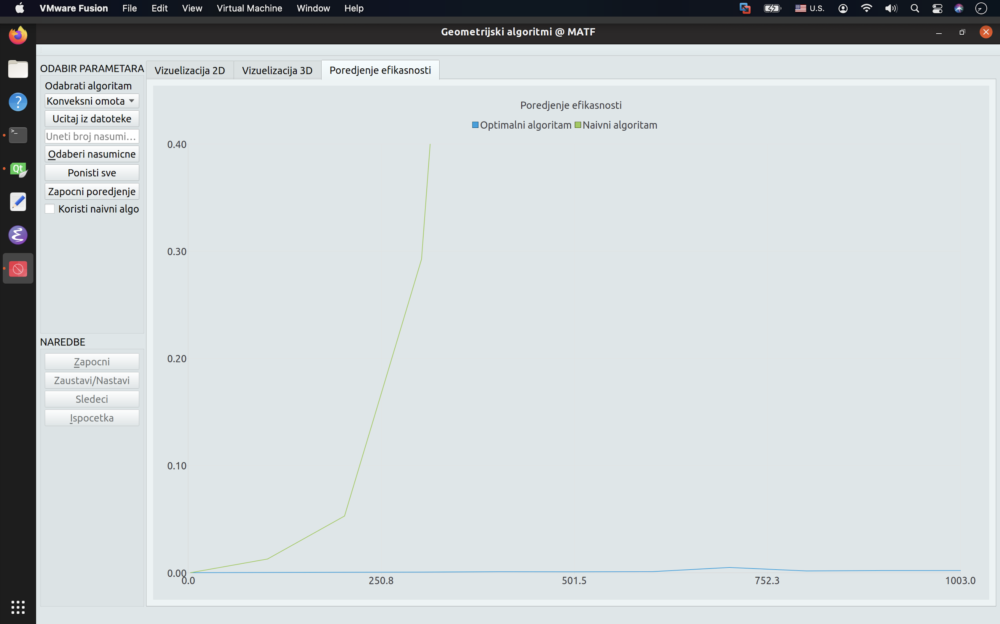 VMware Fusion File Edit View Virtual Machine Window Help U.S.
Geometrijski algoritmi @ MATF
ODABIR PARAMETARA
Odabrati algoritam
Konveksni omota
Ucitaj iz datoteke
Uneti broj nasumi...
Odaberi nasumicne
Ponisti sve
Zapocni poredjenje
Koristi naivni algo
NAREDBE
Zapocni
Zaustavi/Nastavi
Sledeci
Ispocetka
Vizuelizacija 2D Vizuelizacija 3D Poredjenje efikasnosti
Poredjenje efikasnosti
Optimalni algoritam Naivni algoritam
0.40
0.30
0.20
0.10
0.00
0.0 250.8 501.5 752.3 1003.0
Qt